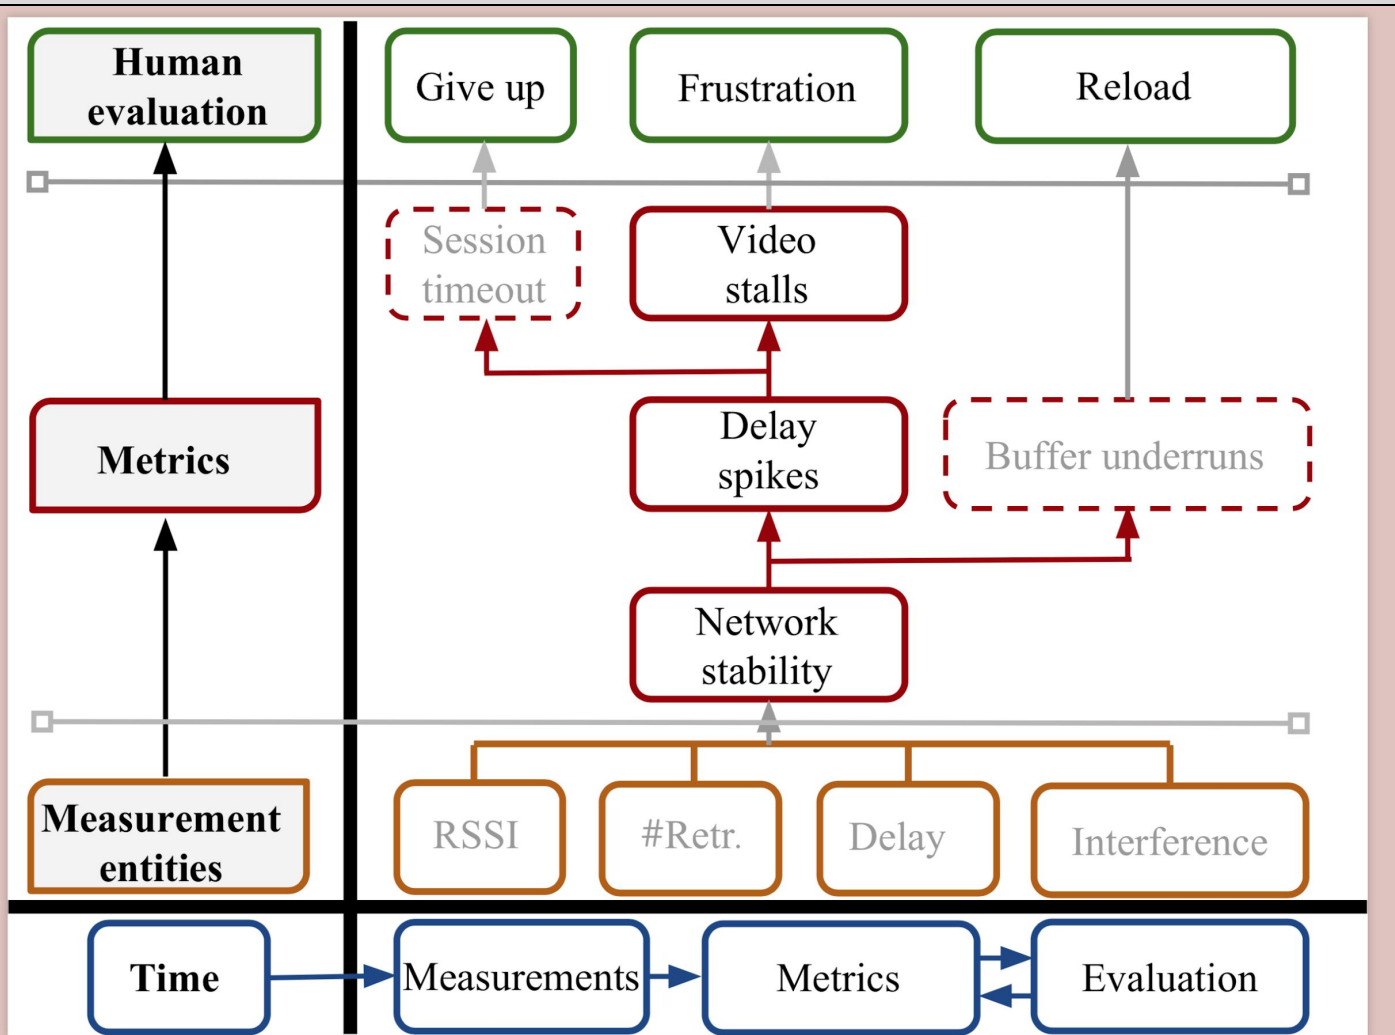 Human
evaluation
Give up
Frustration
Reload
Session
timeout
Video
stalls
Metrics
Delay
spikes
Buffer underruns
Network
stability
Measurement
entities
RSSI
#Retr.
Delay
Interference
Time
Measurements
Metrics
Evaluation